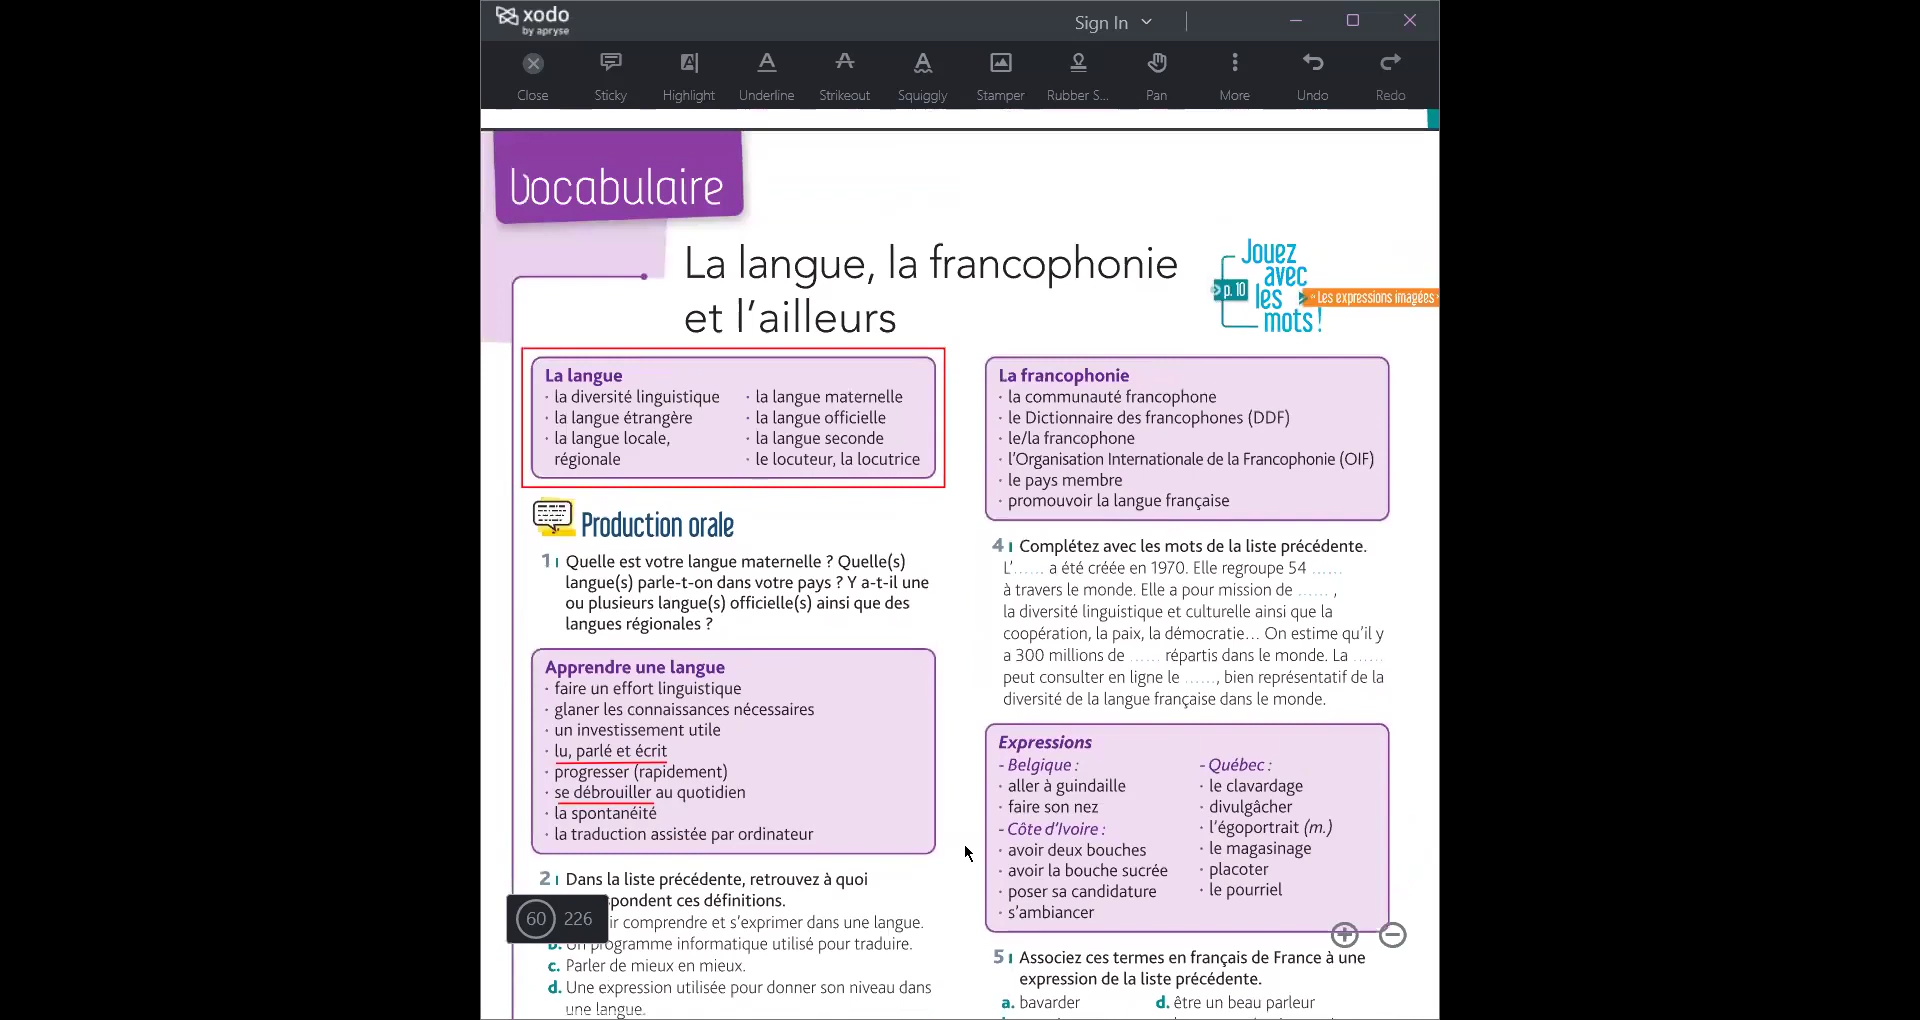 xodo
by apryse
Sign In
Close
Sticky
Highlight
Underline
Strikeout
Squiggly
Stamper
Rubber S...
Pan
More
Undo
Redo
Vocabulaire
La langue, la francophonie
et l'ailleurs
p. 10
Jouez
avec
les
mots !
« Les expressions imagées
La langue
· la diversité linguistique
· la langue étrangère
· la langue locale,
régionale
· la langue maternelle
· la langue officielle
· la langue seconde
· le locuteur, la locutrice
Production orale
1 Quelle est votre langue maternelle ? Quelle(s)
langue(s) parle-t-on dans votre pays ? Y a-t-il une
ou plusieurs langue(s) officielle(s) ainsi que des
langues régionales ?
Apprendre une langue
· faire un effort linguistique
· glaner les connaissances nécessaires
· un investissement utile
· lu, parlé et écrit
· progresser (rapidement)
· se débrouiller au quotidien
· la spontanéité
· la traduction assistée par ordinateur
2 Dans la liste précédente, retrouvez à quoi
pondent ces définitions.
ir comprendre et s'exprimer dans une langue.
b. Un programme informatique utilisé pour traduire.
c. Parler de mieux en mieux.
d. Une expression utilisée pour donner son niveau dans
une langue.
60 226
La francophonie
· la communauté francophone
· le Dictionnaire des francophones (DDF)
· le/la francophone
· l'Organisation Internationale de la Francophonie (OIF)
· le pays membre
· promouvoir la langue française
4 Complétez avec les mots de la liste précédente.
L'...... a été créée en 1970. Elle regroupe 54 ......
à travers le monde. Elle a pour mission de ...... ,
la diversité linguistique et culturelle ainsi que la
coopération, la paix, la démocratie... On estime qu'il y
a 300 millions de ...... répartis dans le monde. La ......
peut consulter en ligne le ......, bien représentatif de la
diversité de la langue française dans le monde.
Expressions
- Belgique :
· aller à guindaille
· faire son nez
- Côte d'Ivoire :
· avoir deux bouches
· avoir la bouche sucrée
· poser sa candidature
· s'ambiancer
- Québec :
· le clavardage
· divulgâcher
· l'égoportrait (m.)
· le magasinage
· placoter
· le pourriel
5 Associez ces termes en français de France à une
expression de la liste précédente.
a. bavarder
d. être un beau parleur